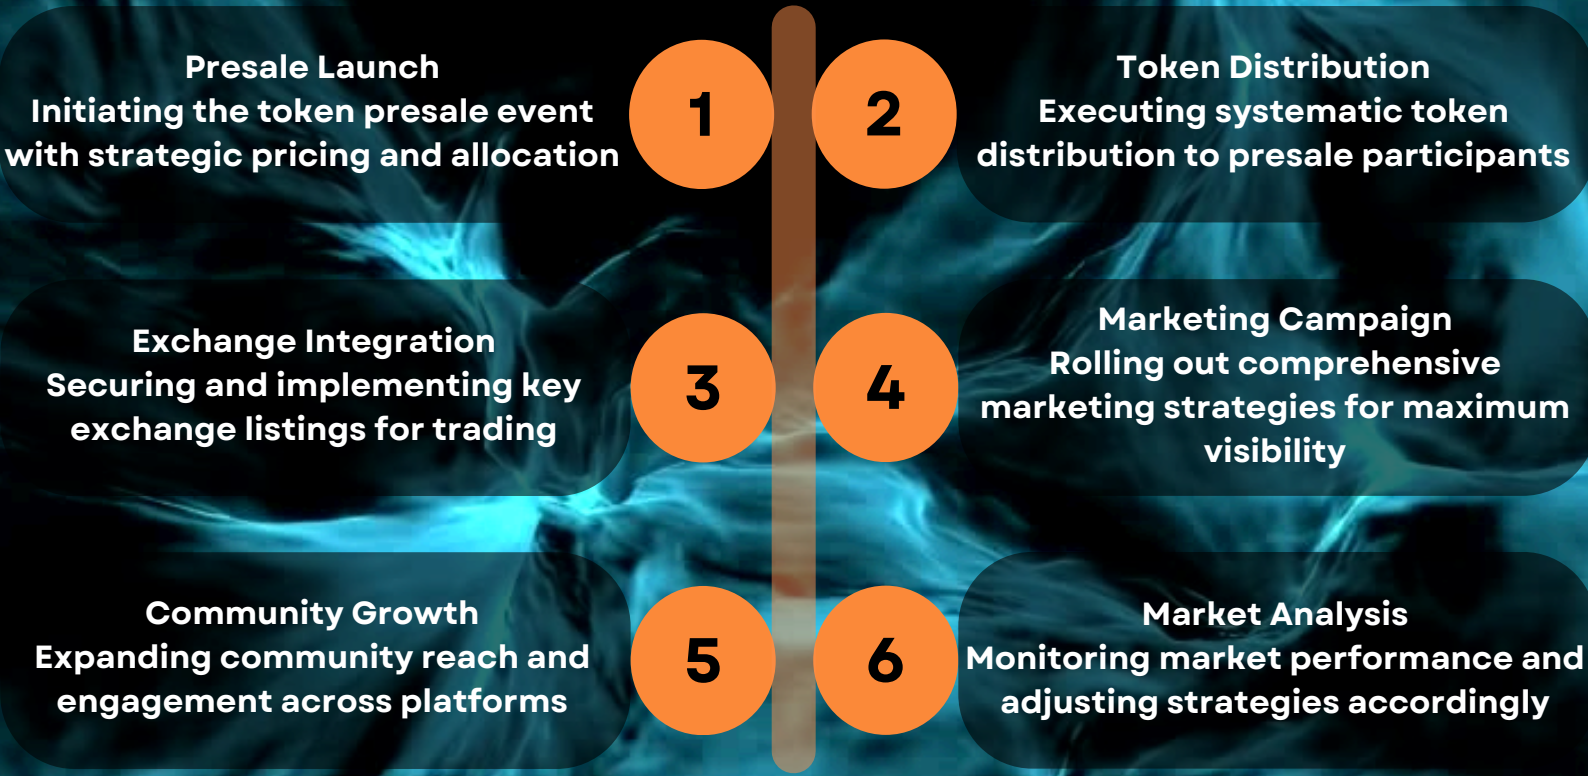 Presale Launch
Initiating the token presale event
with strategic pricing and allocation
1
2
Token Distribution
Executing systematic token
distribution to presale participants
Exchange Integration
Securing and implementing key
exchange listings for trading
3
4
Marketing Campaign
Rolling out comprehensive
marketing strategies for maximum
visibility
Community Growth
Expanding community reach and
engagement across platforms
5
6
Market Analysis
Monitoring market performance and
adjusting strategies accordingly